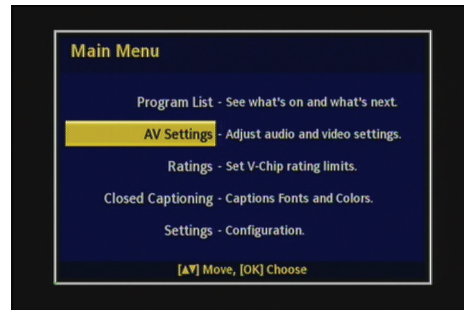 Main Menu
Program List - See what's on and what's next.
AV Settings - Adjust audio and video settings.
Ratings - Set V-Chip rating limits.
Closed Captioning - Captions Fonts and Colors.
Settings - Configuration.
[▲▼] Move, [OK] Choose